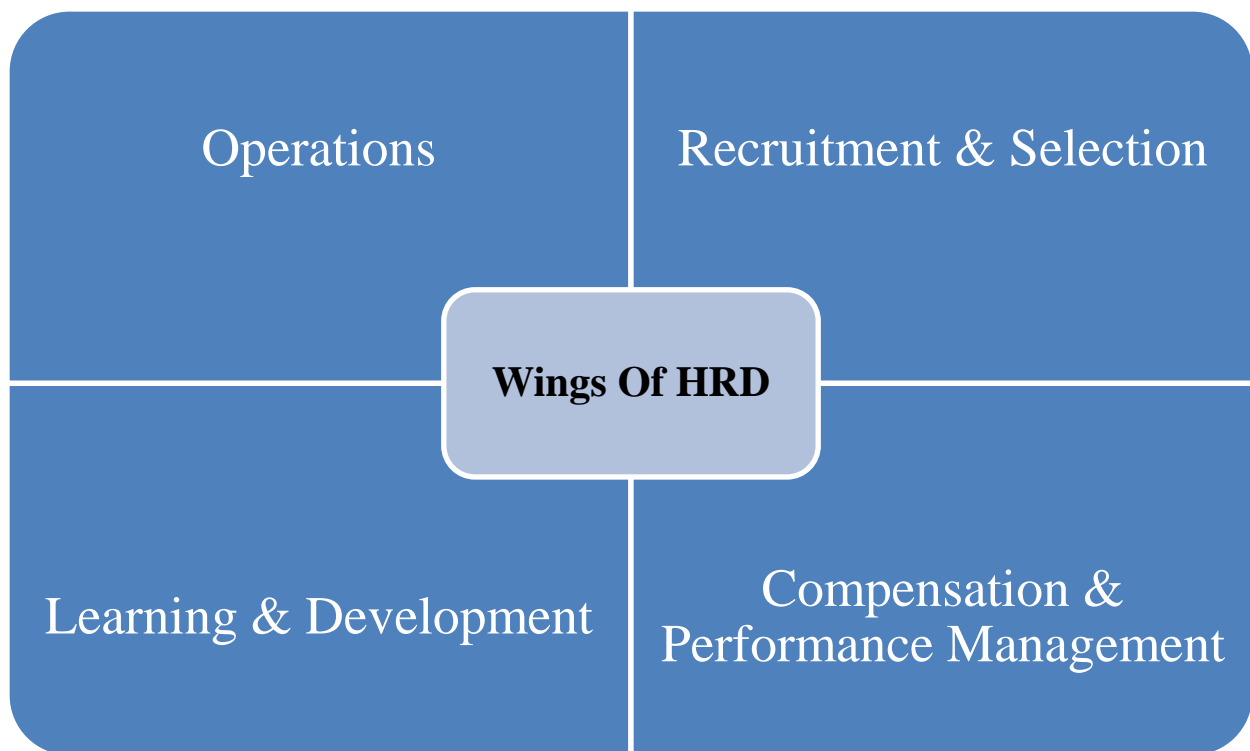 Operations
Recruitment & Selection
Wings Of HRD
Learning & Development
Compensation &
Performance Management